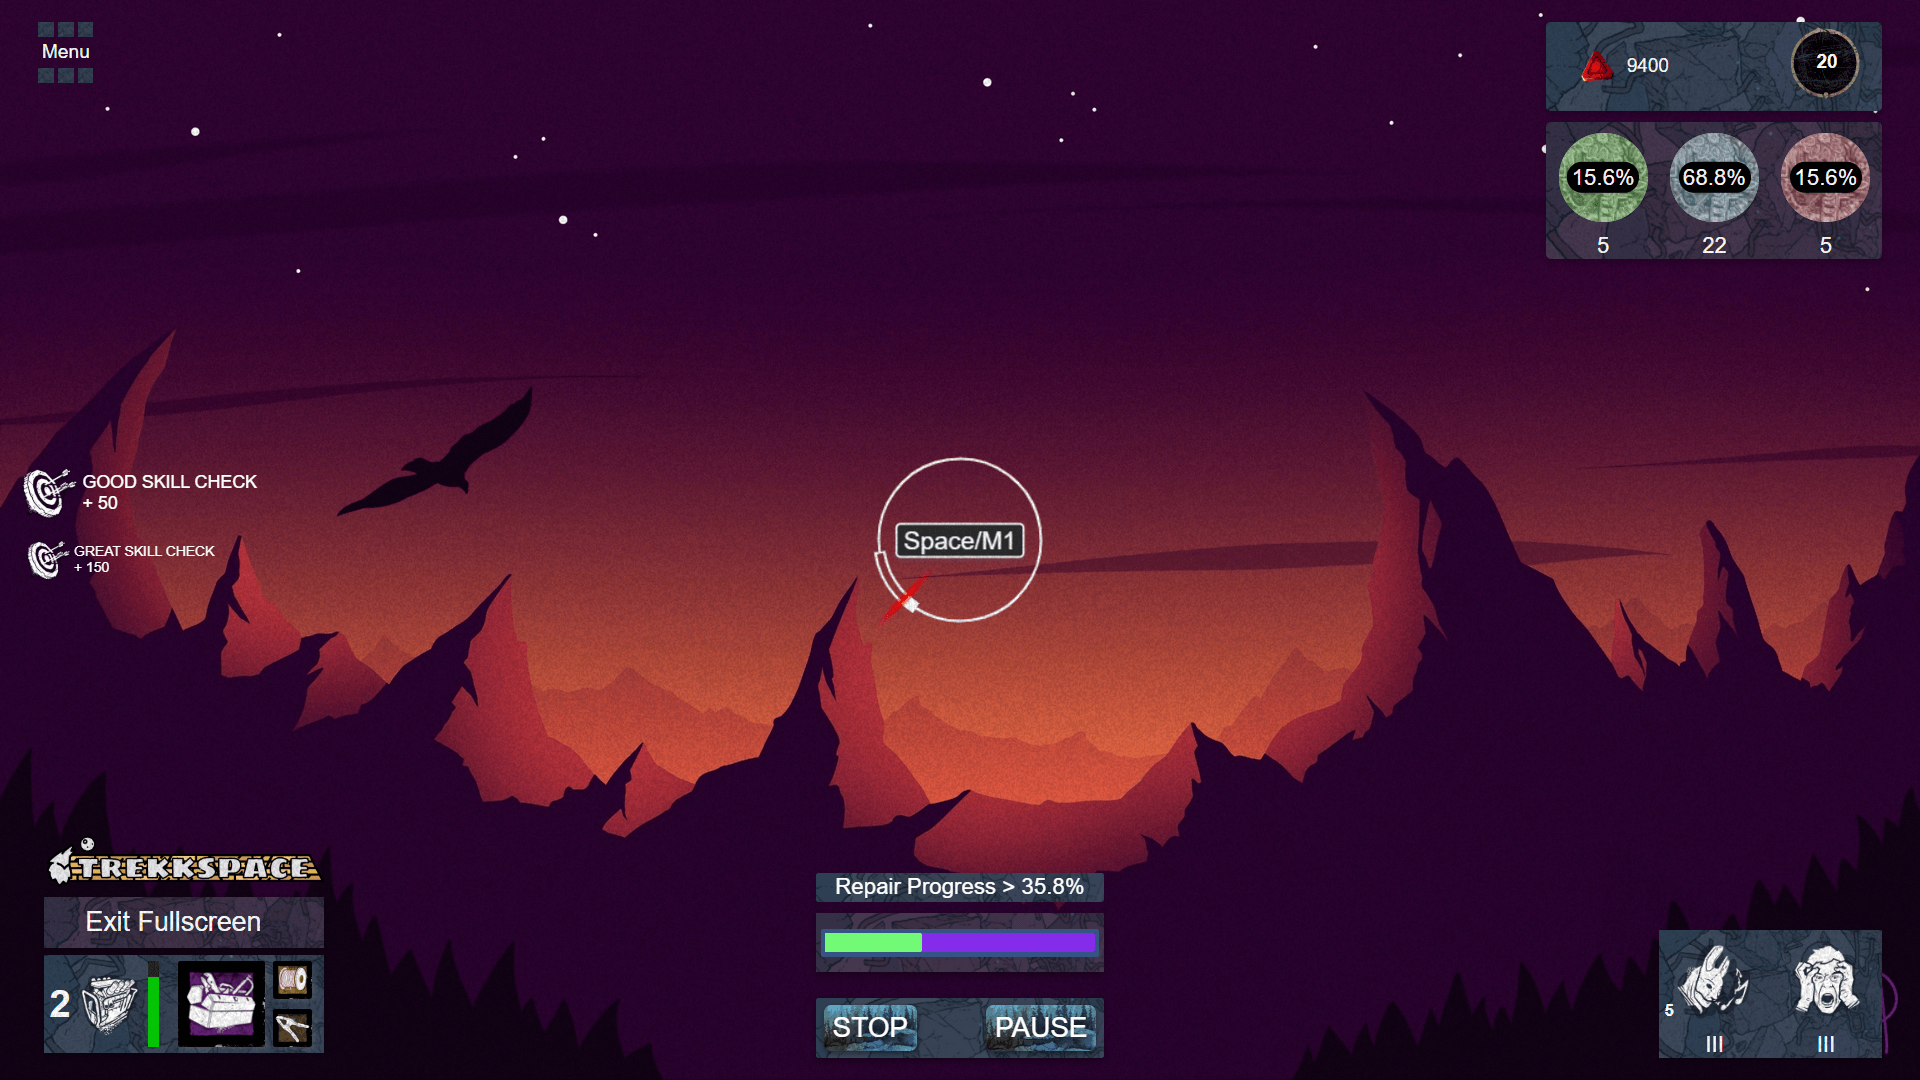 Menu
9400
20
15.6%
68.8%
15.6%
5
22
5
GOOD SKILL CHECK
+ 50
GREAT SKILL CHECK
+ 150
Space/M1
TREKKSPACE
Exit Fullscreen
2
Repair Progress > 35.8%
STOP
PAUSE
5
III
III